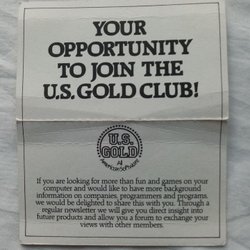 YOUR
OPPORTUNITY
TO JOIN THE
U.S. GOLD CLUB!
U.S.
GOLD
All
American Software
If you are looking for more than fun and games on your
computer and would like to have more background
information on companies, programmers and programs,
we would be delighted to share this with you. Through a
regular newsletter we will give you direct insight into
future products and allow you a forum to exchange your
views with other members.